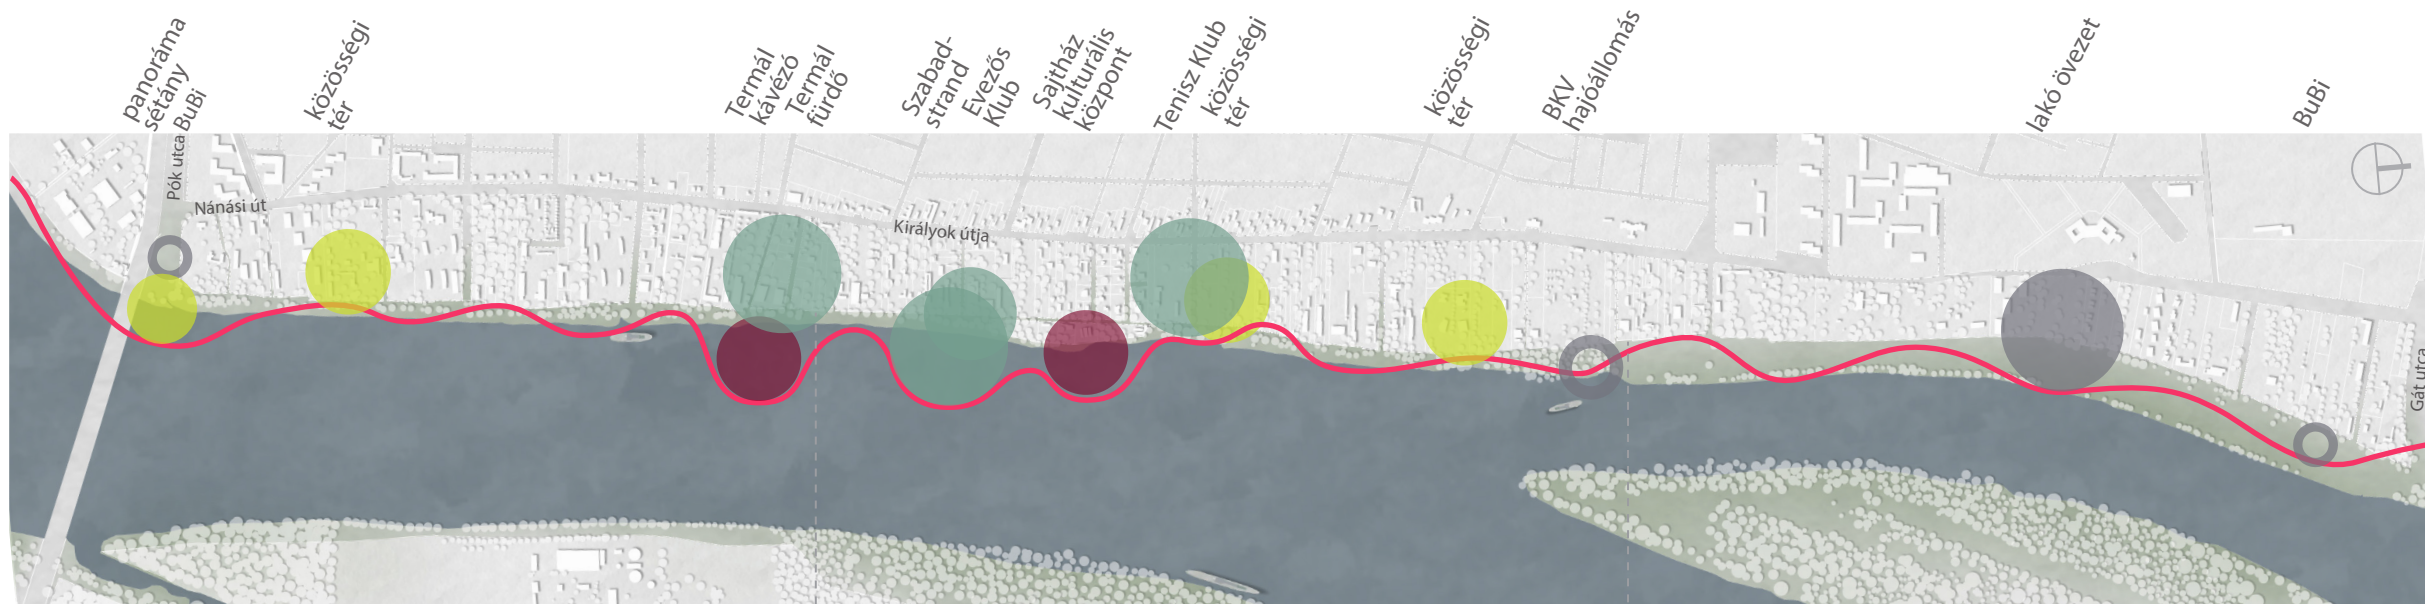 panoráma
sétány
BuBi
közösségi
tér
Termál
kávézó
Termál
fürdő
Szabad-
strand
Evezős
Klub
Sajtház
kulturális
központ
Tenisz Klub
közösségi
tér
közösségi
tér
BKV
hajóállomás
lakó övezet
BuBi
Pók utca
Nánási út
Királyok útja
Gát utca